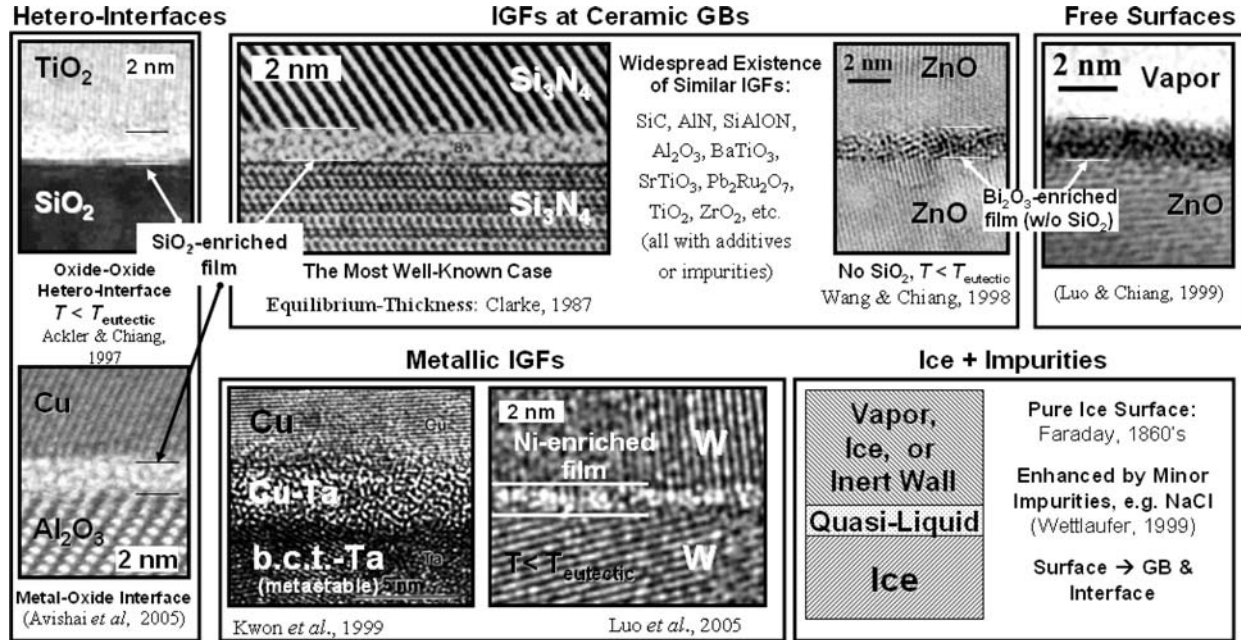 Hetero-Interfaces
TiO₂
2 nm
SiO₂
SiO₂-enriched
film
Oxide-Oxide
Hetero-Interface
T < Teutectic
Ackler & Chiang,
1997
Cu
Al₂O₃
2 nm
Metal-Oxide Interface
(Avishai et al, 2005)
IGFs at Ceramic GBs
2 nm
Si₃N₄
Si₃N₄
The Most Well-Known Case
Equilibrium-Thickness: Clarke, 1987
Widespread Existence
of Similar IGFs:
SiC, AlN, SiAlON,
Al₂O₃, BaTiO₃,
SrTiO₃, Pb₂Ru₂O₇,
TiO₂, ZrO₂, etc.
(all with additives
or impurities)
2 nm
ZnO
ZnO
Bi₂O₃-enriched
film (w/o SiO₂)
No SiO₂, T < Teutectic
Wang & Chiang, 1998
Free Surfaces
2 nm
Vapor
ZnO
(Luo & Chiang, 1999)
Metallic IGFs
Cu
Cu
Cu-Ta
b.c.t.-Ta
Ta
(metastable) 5 nm
Kwon et al., 1999
2 nm
Ni-enriched
film
W
W
T < Teutectic
Luo et al., 2005
Ice + Impurities
Vapor,
Ice, or
Inert Wall
Quasi-Liquid
Ice
Pure Ice Surface:
Faraday, 1860's
Enhanced by Minor
Impurities, e.g. NaCl
(Wettlaufer, 1999)
Surface → GB &
Interface